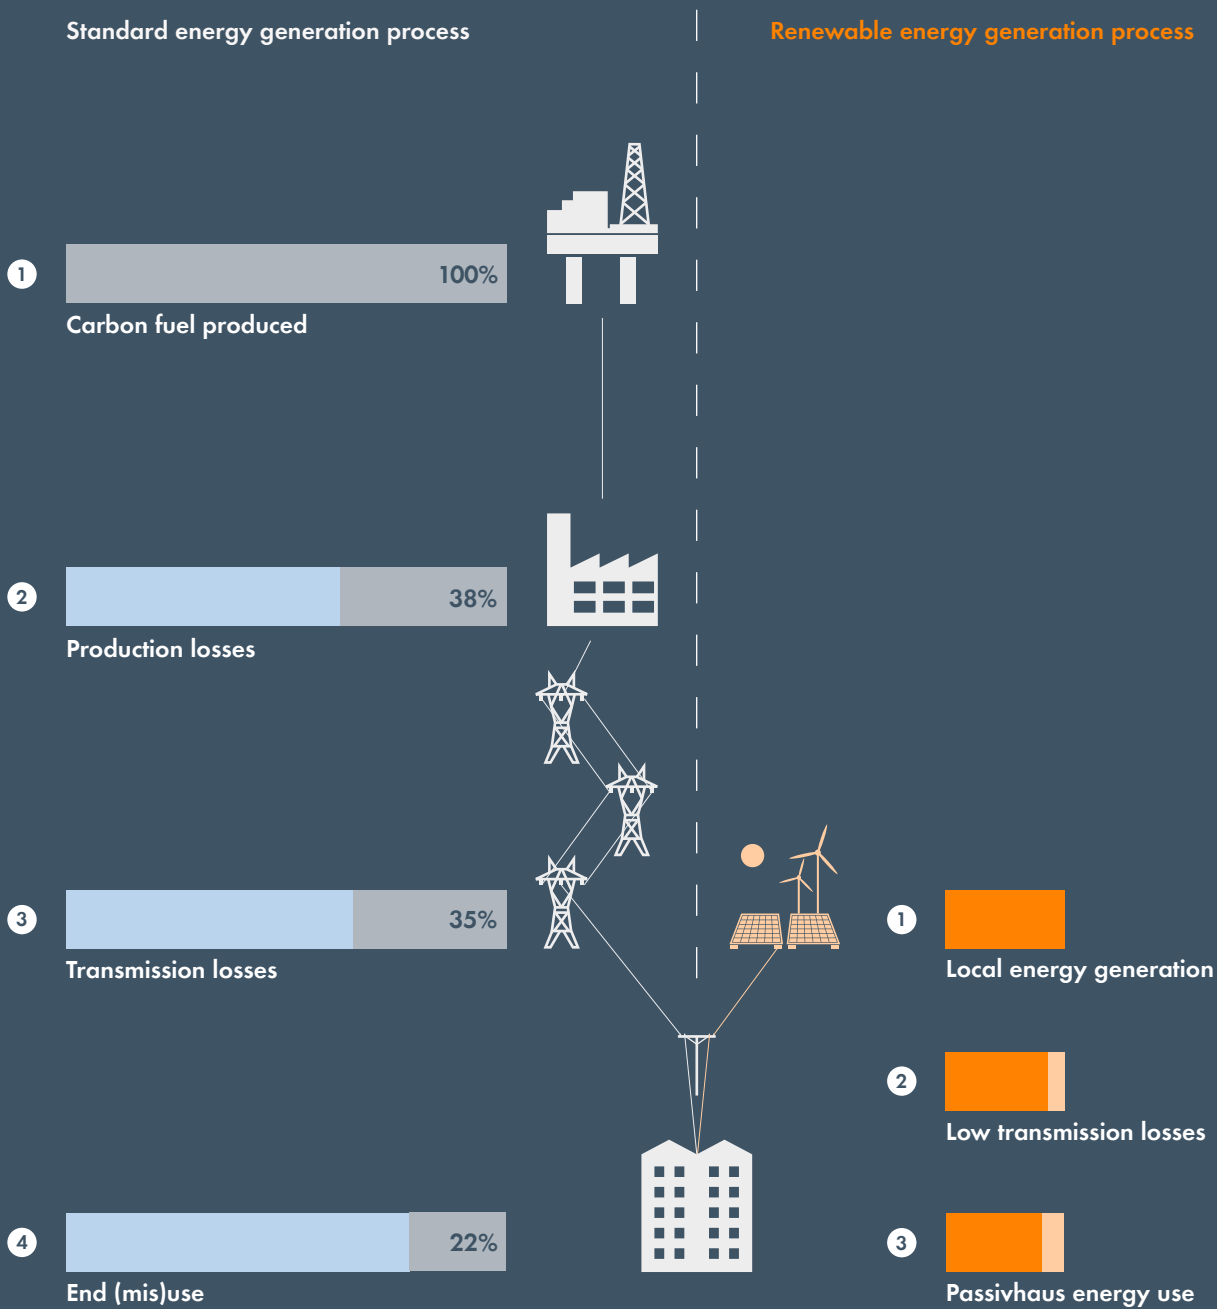 Standard energy generation process
Renewable energy generation process
1
100%
Carbon fuel produced
2
38%
Production losses
3
35%
Transmission losses
4
22%
End (mis)use
1
Local energy generation
2
Low transmission losses
3
Passivhaus energy use